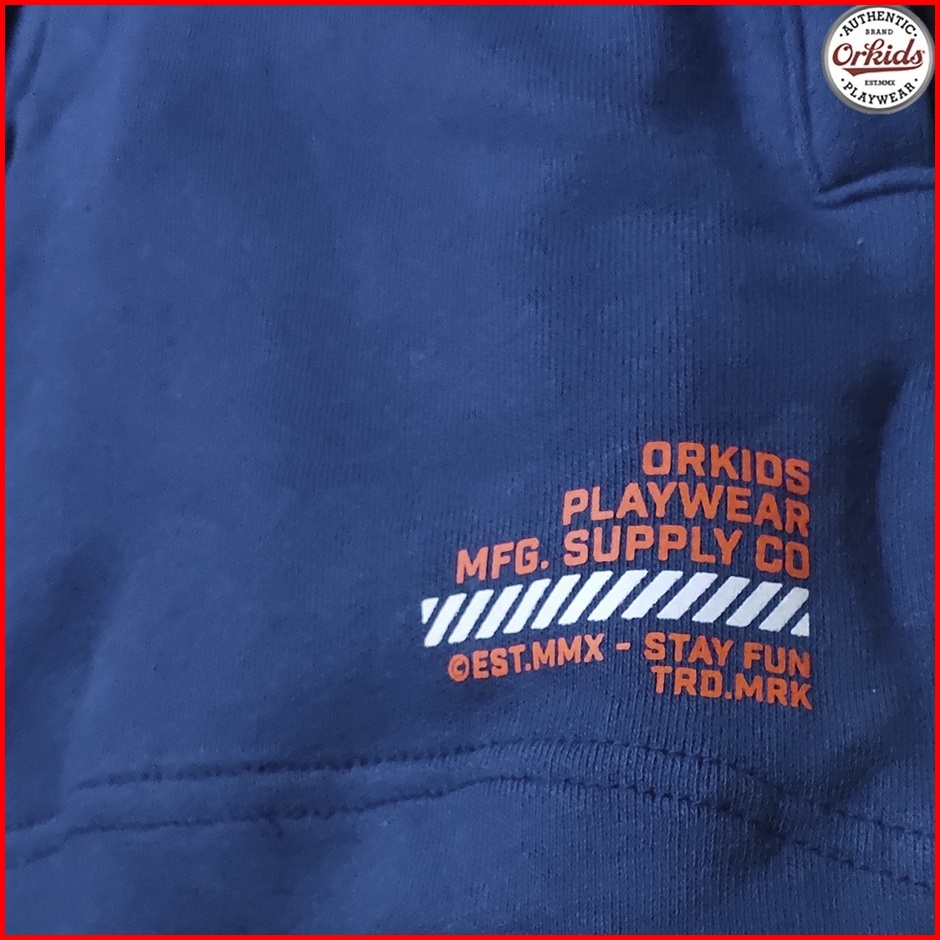 AUTHENTIC
BRAND
Orkids
EST.MMX
PLAYWEAR
ORKIDS
PLAYWEAR
MFG. SUPPLY CO
©EST.MMX - STAY FUN
TRD.MRK